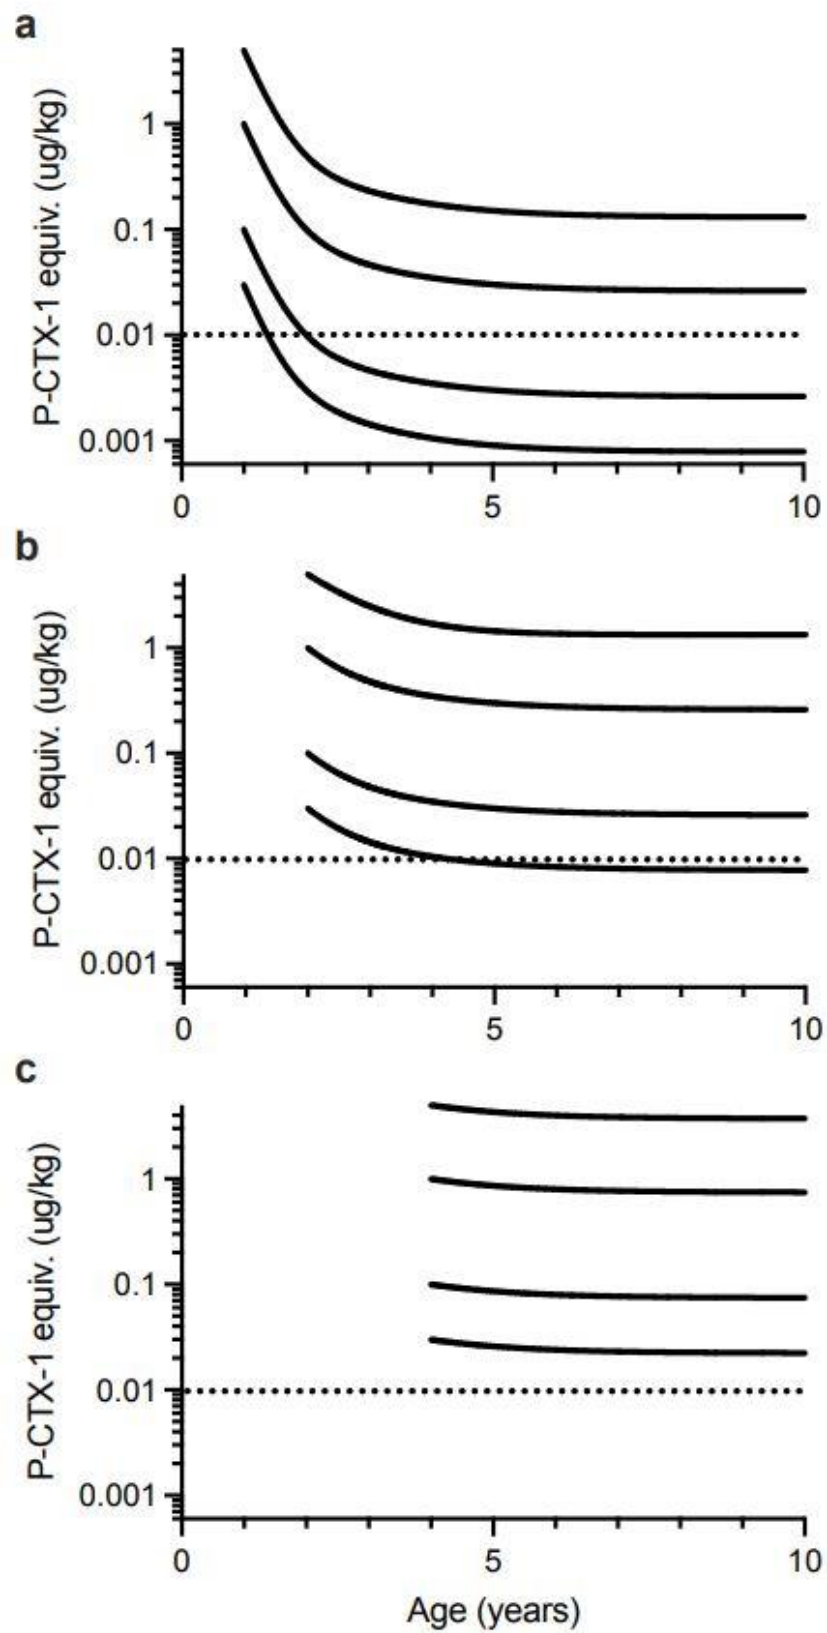 a
P-CTX-1 equiv. (ug/kg)
1
0.1
0.01
0.001
0 5 10
b
P-CTX-1 equiv. (ug/kg)
1
0.1
0.01
0.001
0 5 10
c
P-CTX-1 equiv. (ug/kg)
1
0.1
0.01
0.001
0 5 10
Age (years)